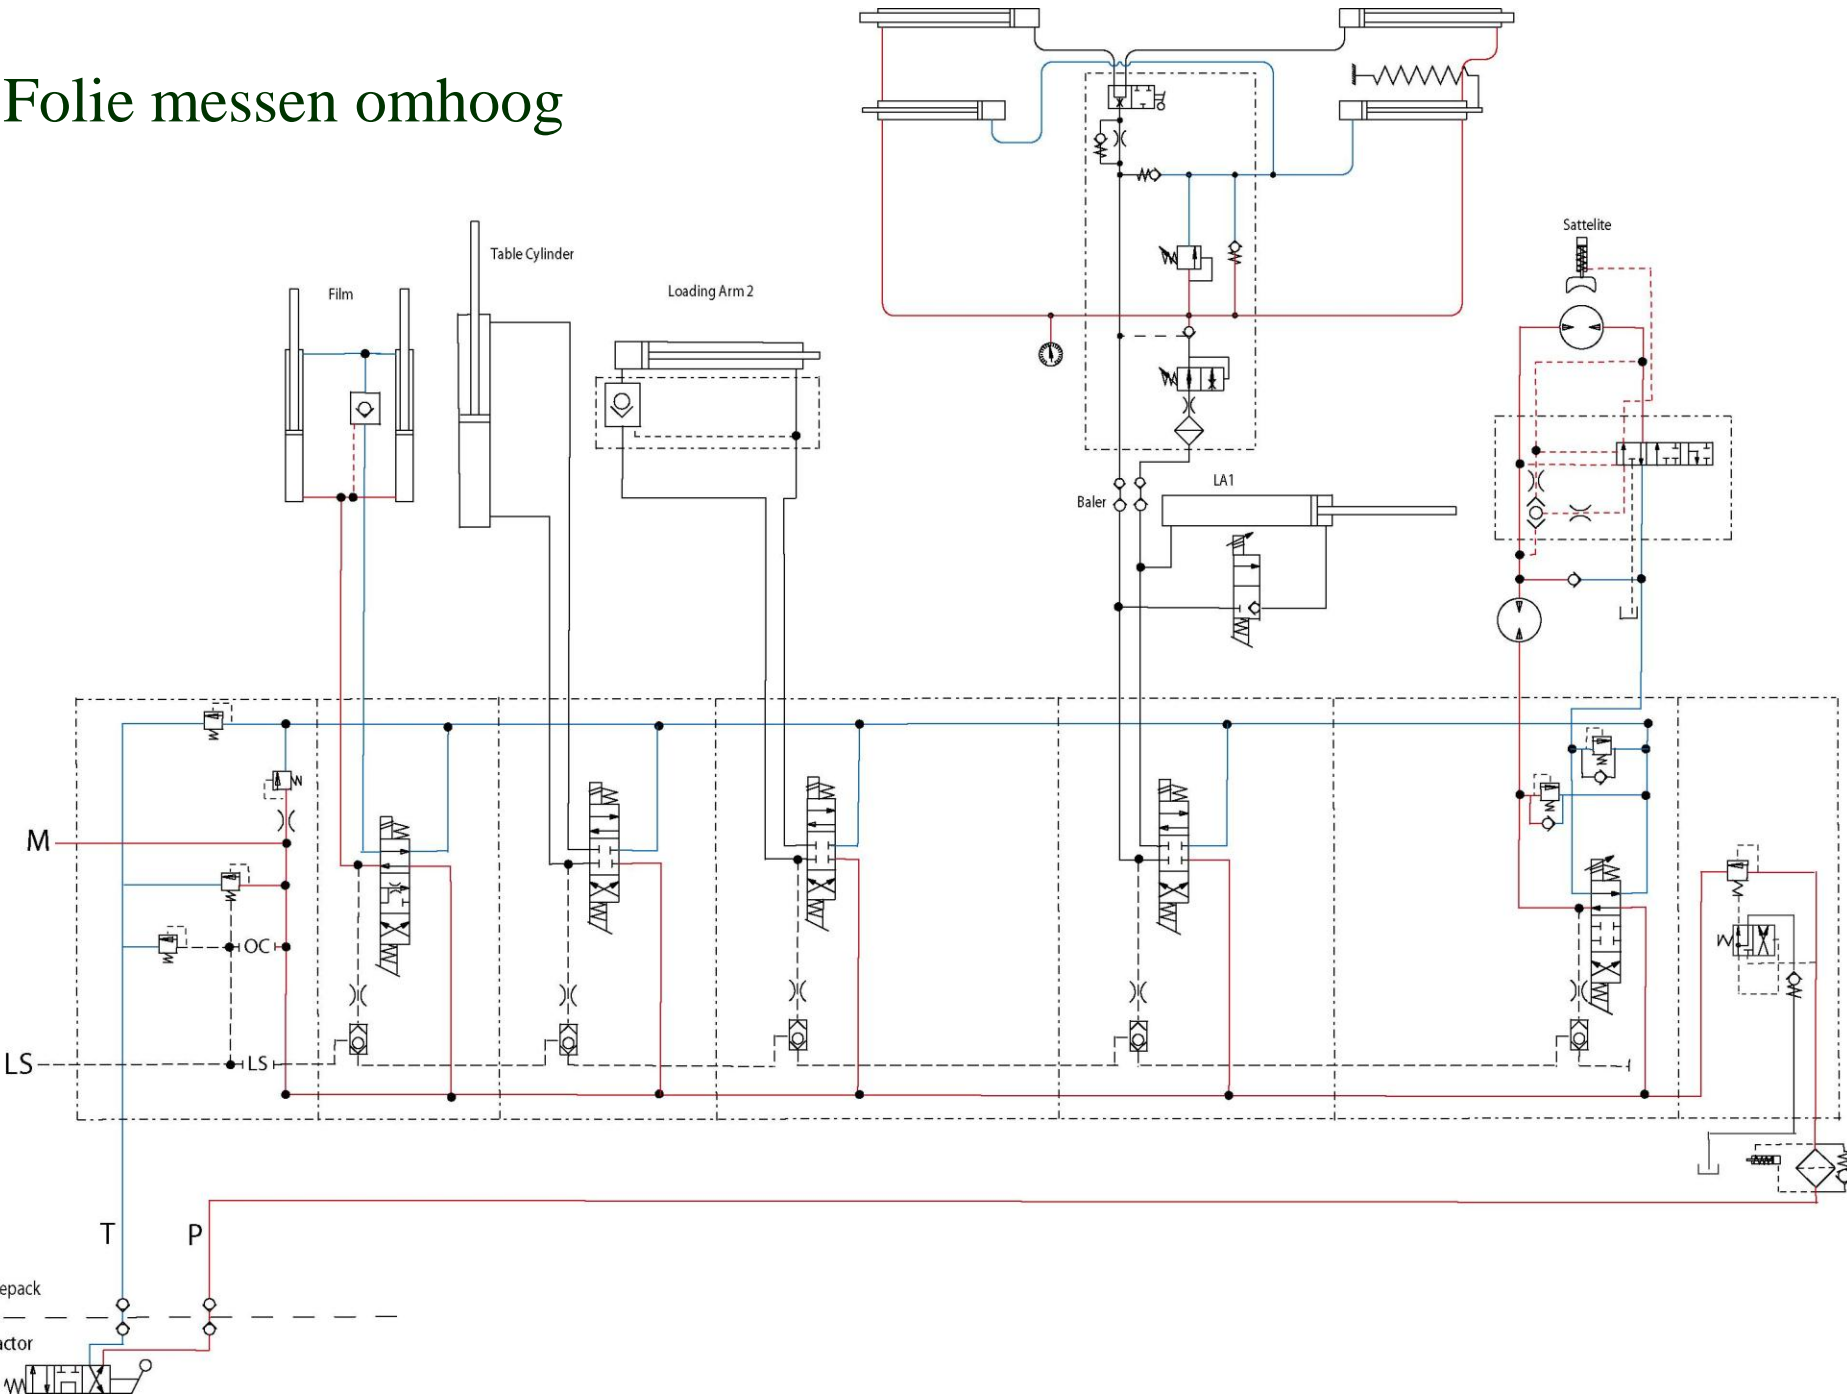 Folie messen omhoog
Sattelite
Table Cylinder
Film
Loading Arm 2
LA1
Baler
M
OC
LS
LS
T
P
epack
actor